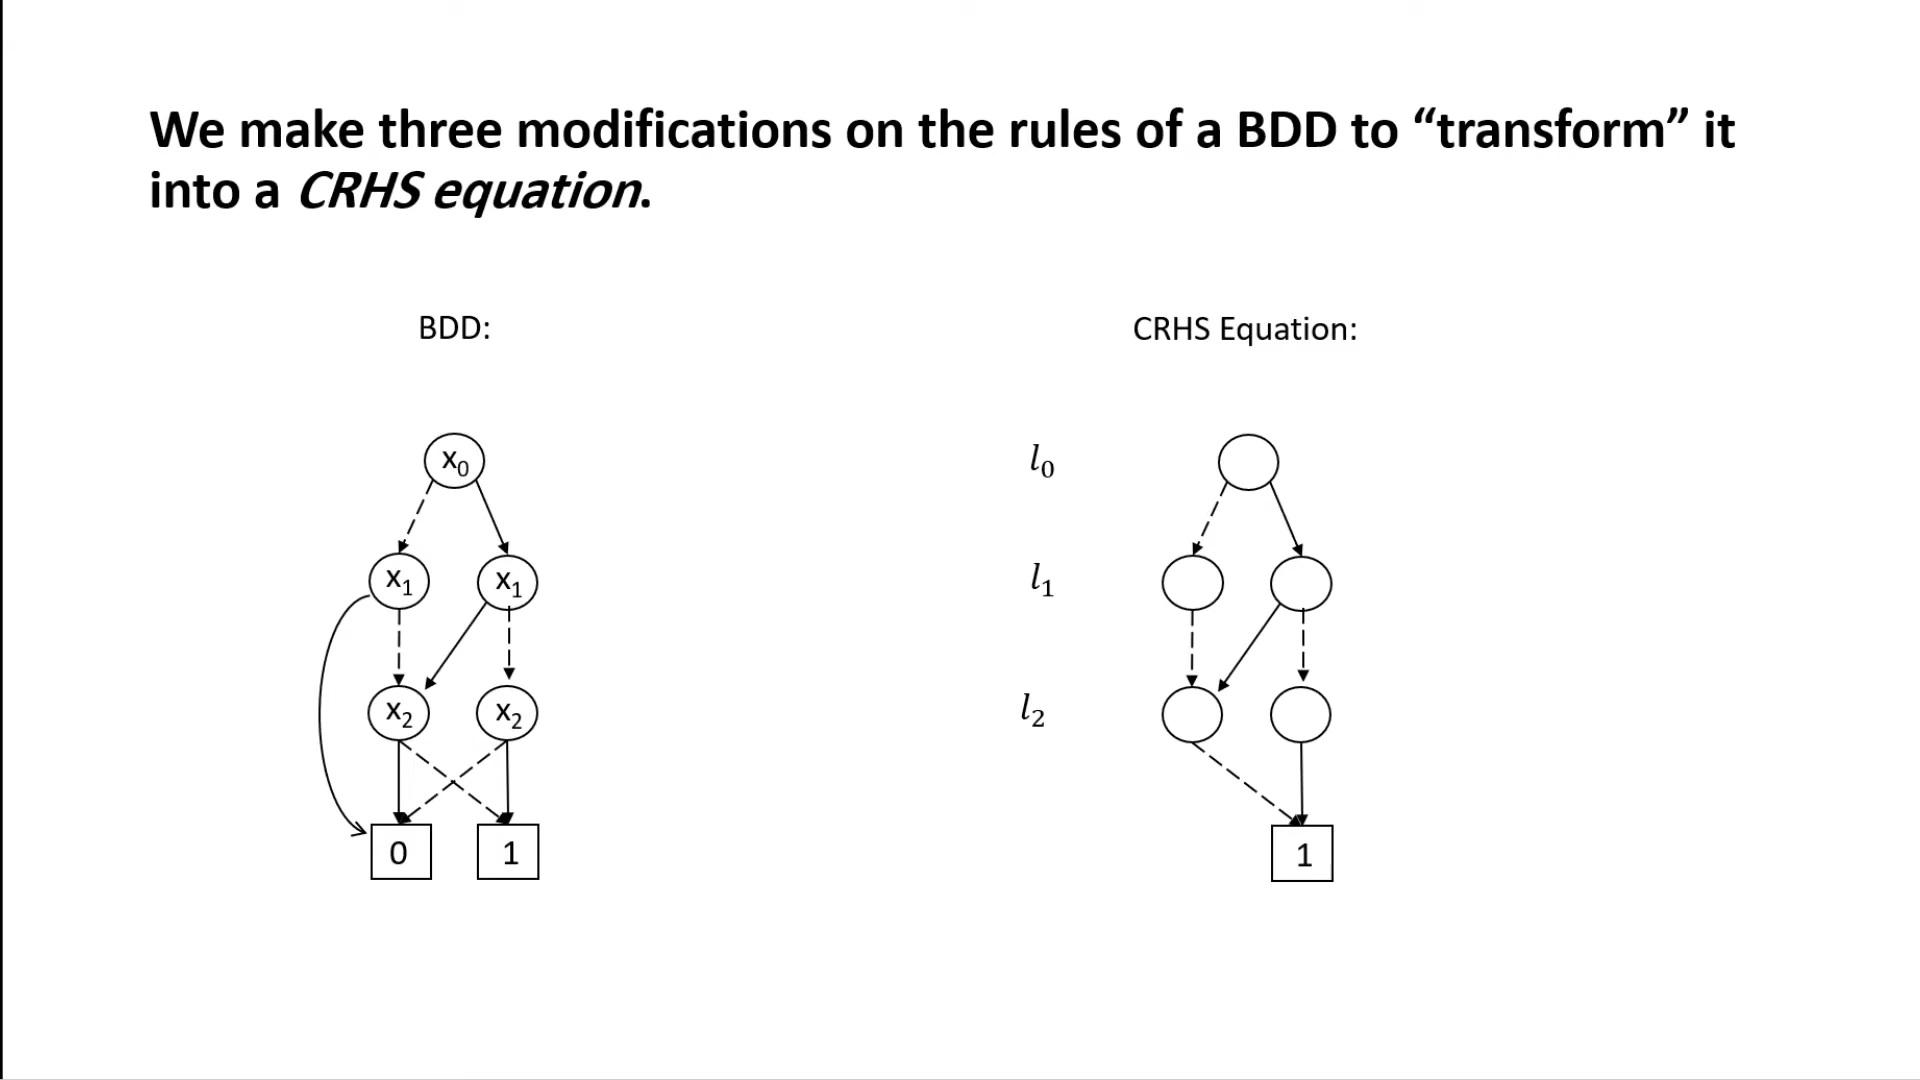 We make three modifications on the rules of a BDD to “transform” it
into a CRHS equation.
BDD:
CRHS Equation:
x₀
l₀
x₁ x₁
l₁
x₂ x₂
l₂
0 1
1